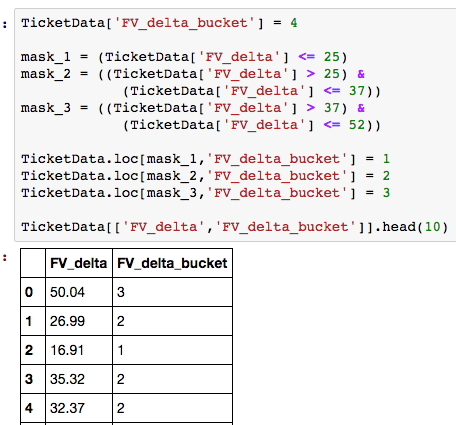 : TicketData['FV_delta_bucket'] = 4
mask_1 = (TicketData['FV_delta'] <= 25)
mask_2 = ((TicketData['FV_delta'] > 25) &
(TicketData['FV_delta'] <= 37))
mask_3 = ((TicketData['FV_delta'] > 37) &
(TicketData['FV_delta'] <= 52))
TicketData.loc[mask_1,'FV_delta_bucket'] = 1
TicketData.loc[mask_2,'FV_delta_bucket'] = 2
TicketData.loc[mask_3,'FV_delta_bucket'] = 3
TicketData[['FV_delta','FV_delta_bucket']].head(10)
:
FV_delta FV_delta_bucket
0 50.04 3
1 26.99 2
2 16.91 1
3 35.32 2
4 32.37 2